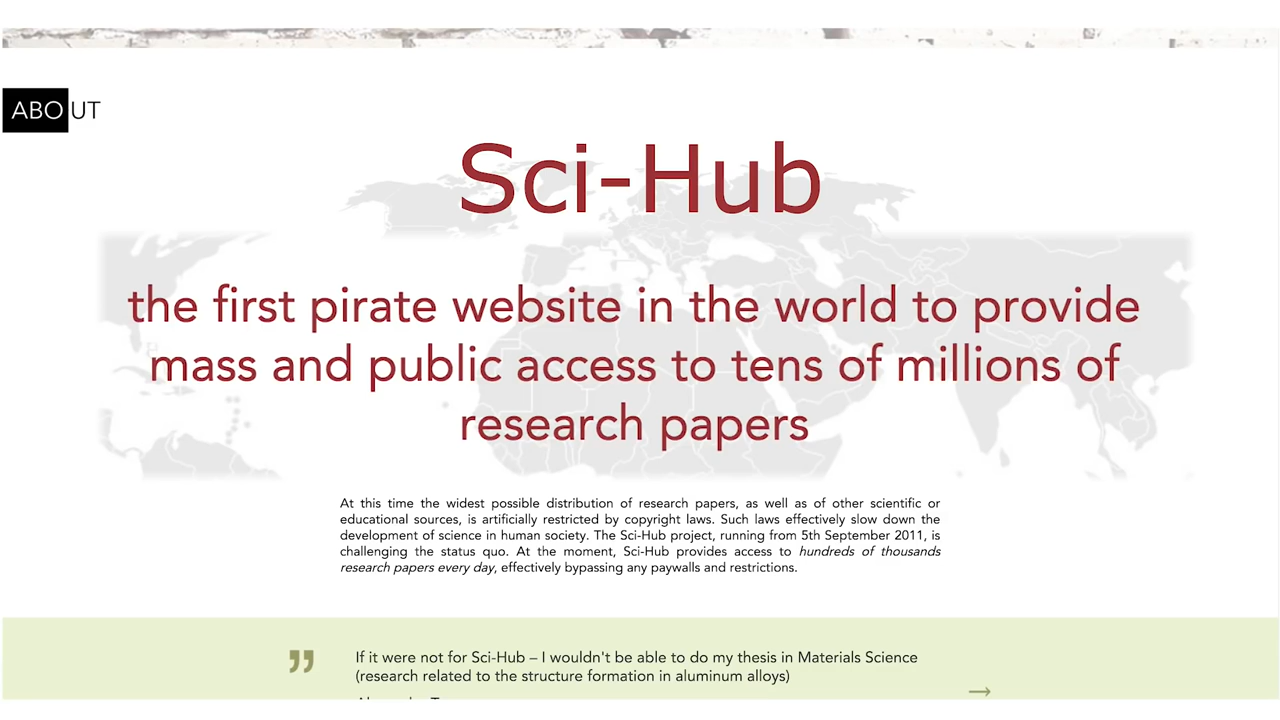 ABOUT
Sci-Hub
the first pirate website in the world to provide
mass and public access to tens of millions of
research papers
At this time the widest possible distribution of research papers, as well as of other scientific or
educational sources, is artificially restricted by copyright laws. Such laws effectively slow down the
development of science in human society. The Sci-Hub project, running from 5th September 2011, is
challenging the status quo. At the moment, Sci-Hub provides access to hundreds of thousands
research papers every day, effectively bypassing any paywalls and restrictions.
” If it were not for Sci-Hub – I wouldn't be able to do my thesis in Materials Science
(research related to the structure formation in aluminum alloys)